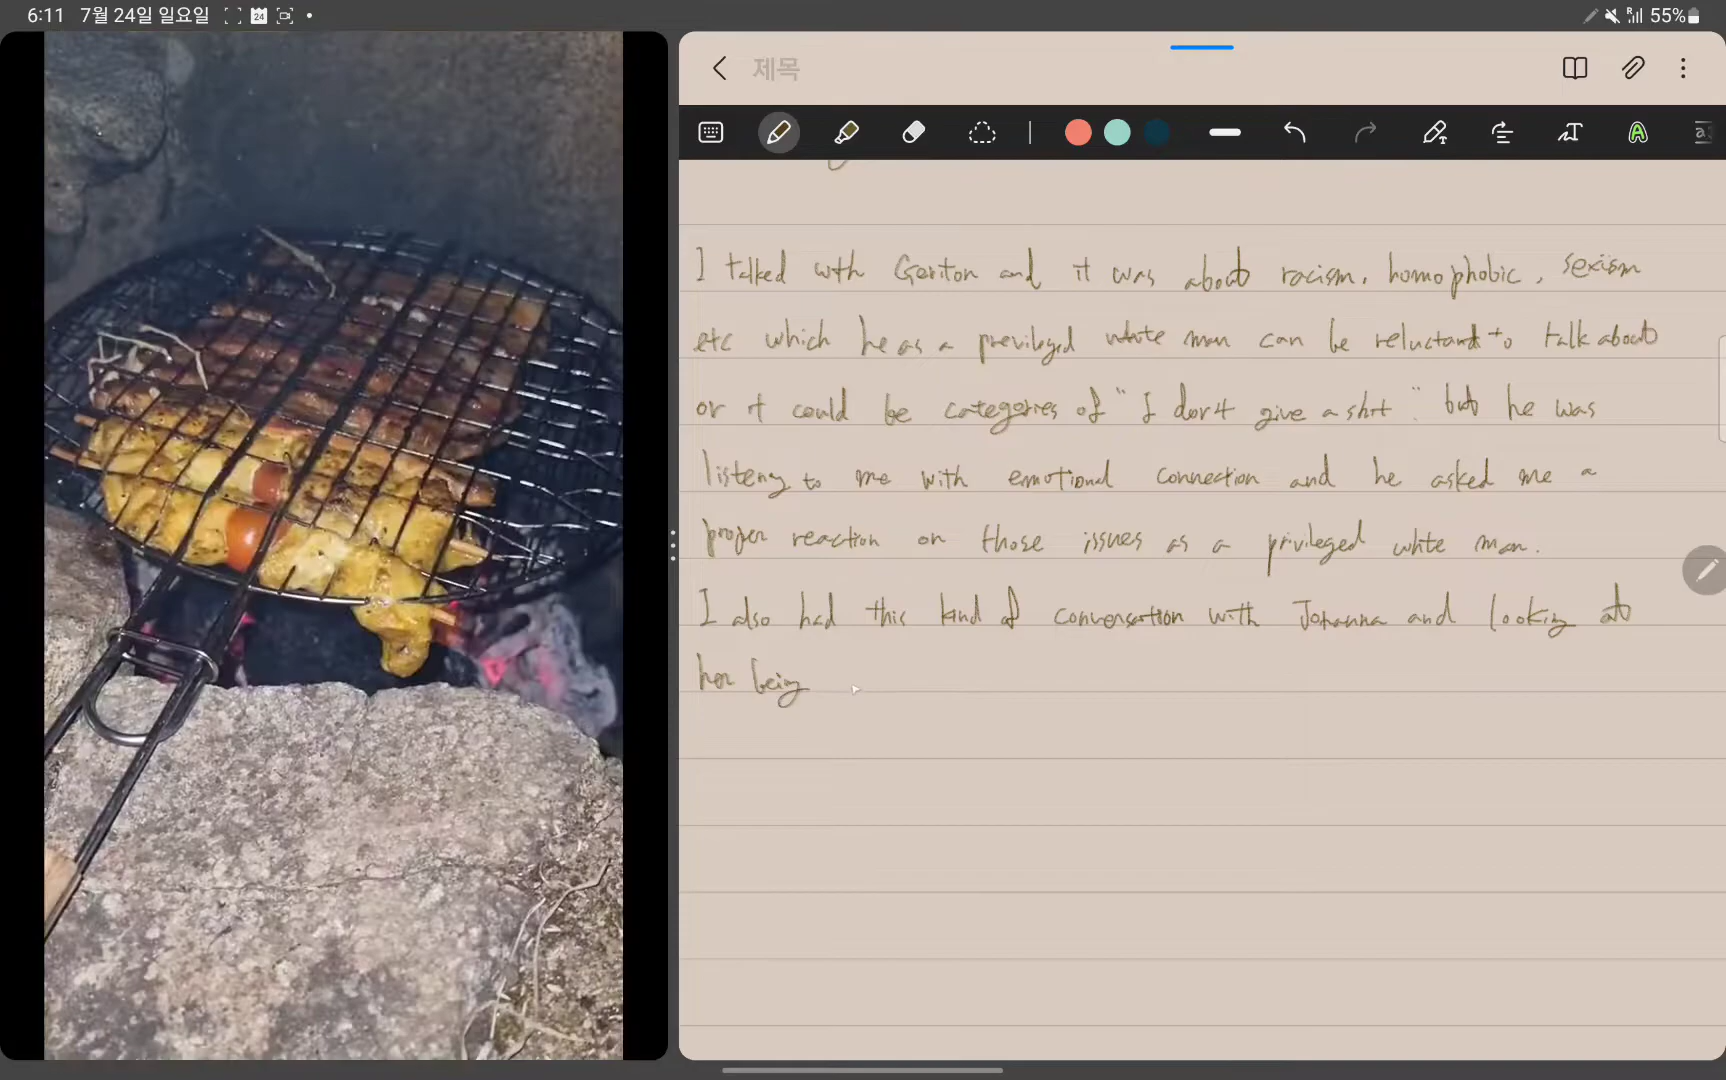 6:11 7월 24일 일요일
24
55%
제목
I talked with Geriton and it was about racism, homophobic, sexism
etc which he as a previleged white man can be reluctant to talk about
or it could be categories of "I don't give a shit" but he was
listeng to me with emotional connection and he asked me a
proper reaction on those issues as a privileged white man.
I also had this kind of conversation with Johanna and looking at
her being